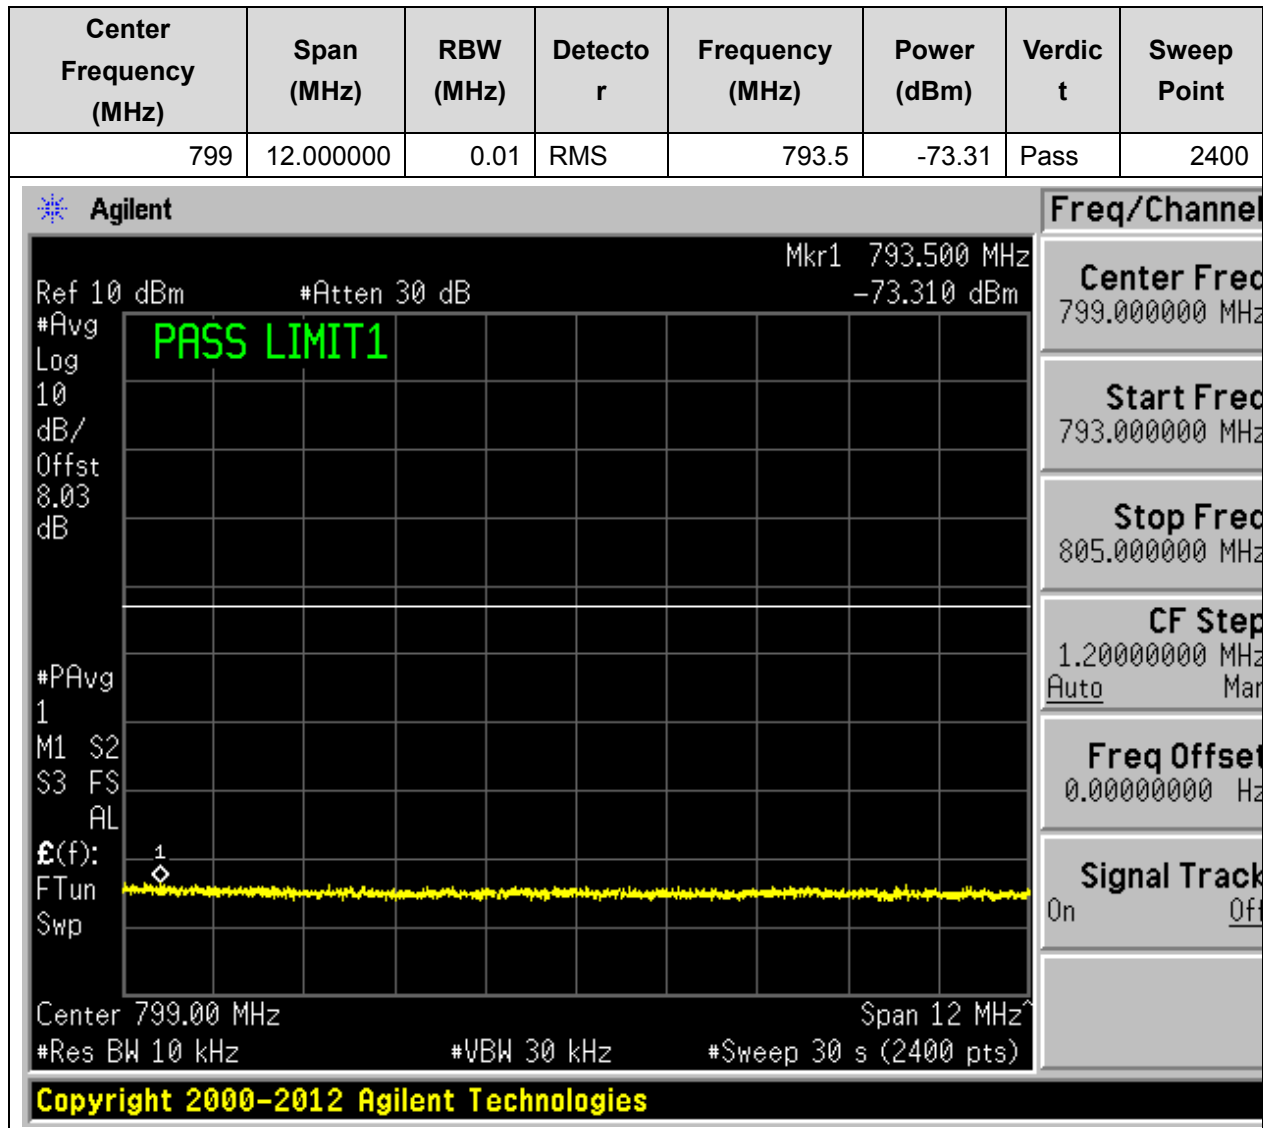 Center Frequency (MHz) Span (MHz) RBW (MHz) Detector Frequency (MHz) Power (dBm) Verdict Sweep Point
799 12.000000 0.01 RMS 793.5 -73.31 Pass 2400
Agilent
Freq/Channel
Mkr1 793.500 MHz
Ref 10 dBm #Atten 30 dB -73.310 dBm
#Avg
Log
10
dB/
Offst
8.03
dB
PASS LIMIT1
#PAvg
1
M1 S2
S3 FS
AL
£(f):
FTun
Swp
1
Center 799.00 MHz Span 12 MHz^
#Res BW 10 kHz #VBW 30 kHz #Sweep 30 s (2400 pts)
Center Freq
799.000000 MHz
Start Freq
793.000000 MHz
Stop Freq
805.000000 MHz
CF Step
1.20000000 MHz
Auto Man
Freq Offset
0.00000000 Hz
Signal Track
On Off
Copyright 2000-2012 Agilent Technologies